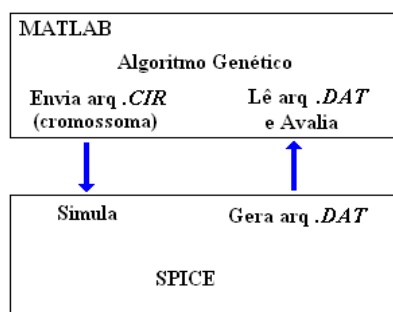 MATLAB
Algoritmo Genético
Envia arq .CIR
(cromossoma)
Lê arq .DAT
e Avalia
Simula
Gera arq .DAT
SPICE